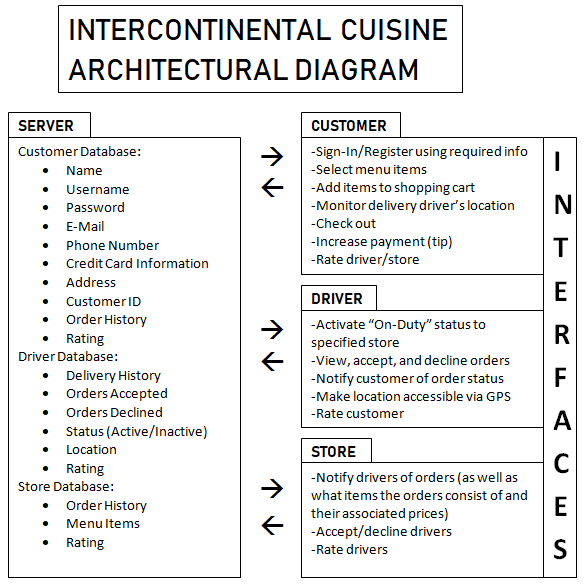 INTERCONTINENTAL CUISINE
ARCHITECTURAL DIAGRAM
SERVER
Customer Database:
• Name
• Username
• Password
• E-Mail
• Phone Number
• Credit Card Information
• Address
• Customer ID
• Order History
• Rating
Driver Database:
• Delivery History
• Orders Accepted
• Orders Declined
• Status (Active/Inactive)
• Location
• Rating
Store Database:
• Order History
• Menu Items
• Rating
CUSTOMER
-Sign-In/Register using required info
-Select menu items
-Add items to shopping cart
-Monitor delivery driver’s location
-Check out
-Increase payment (tip)
-Rate driver/store
DRIVER
-Activate “On-Duty” status to
specified store
-View, accept, and decline orders
-Notify customer of order status
-Make location accessible via GPS
-Rate customer
STORE
-Notify drivers of orders (as well as
what items the orders consist of and
their associated prices)
-Accept/decline drivers
-Rate drivers
INTERFACES